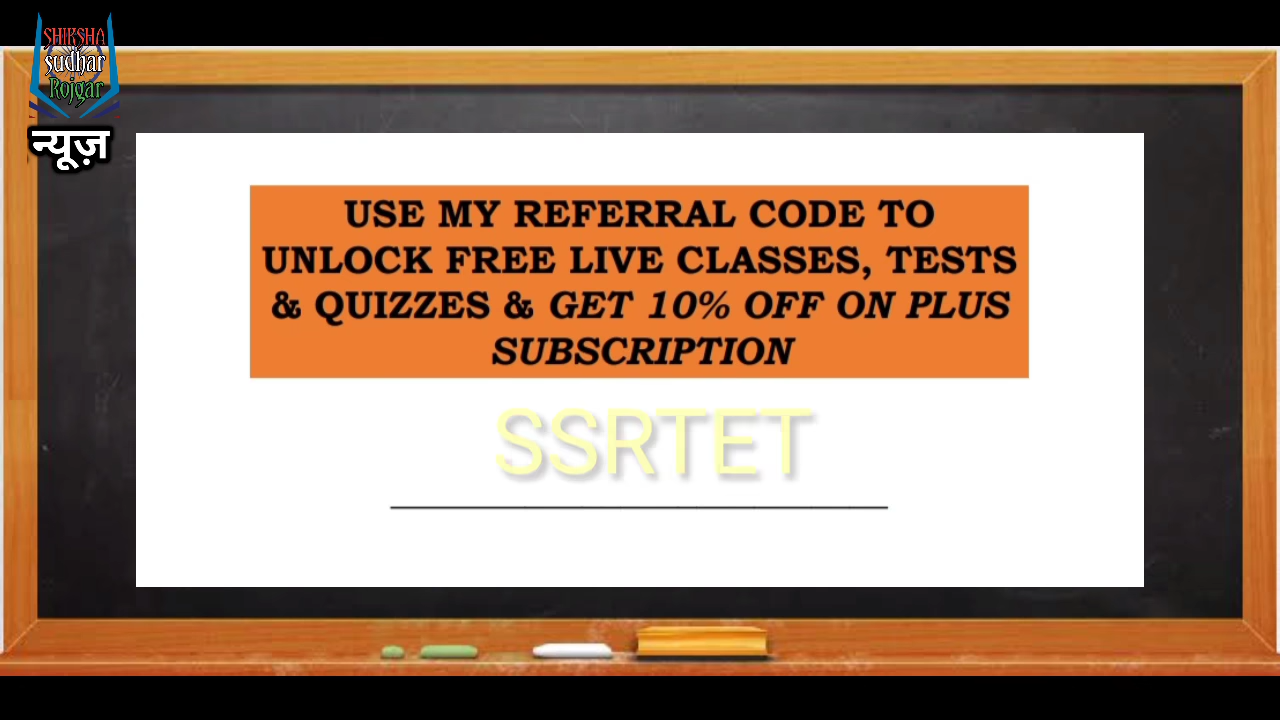 SHIKSHA
sudhar
Rojgar
न्यूज़
USE MY REFERRAL CODE TO
UNLOCK FREE LIVE CLASSES, TESTS
& QUIZZES & GET 10% OFF ON PLUS
SUBSCRIPTION
SSRTET